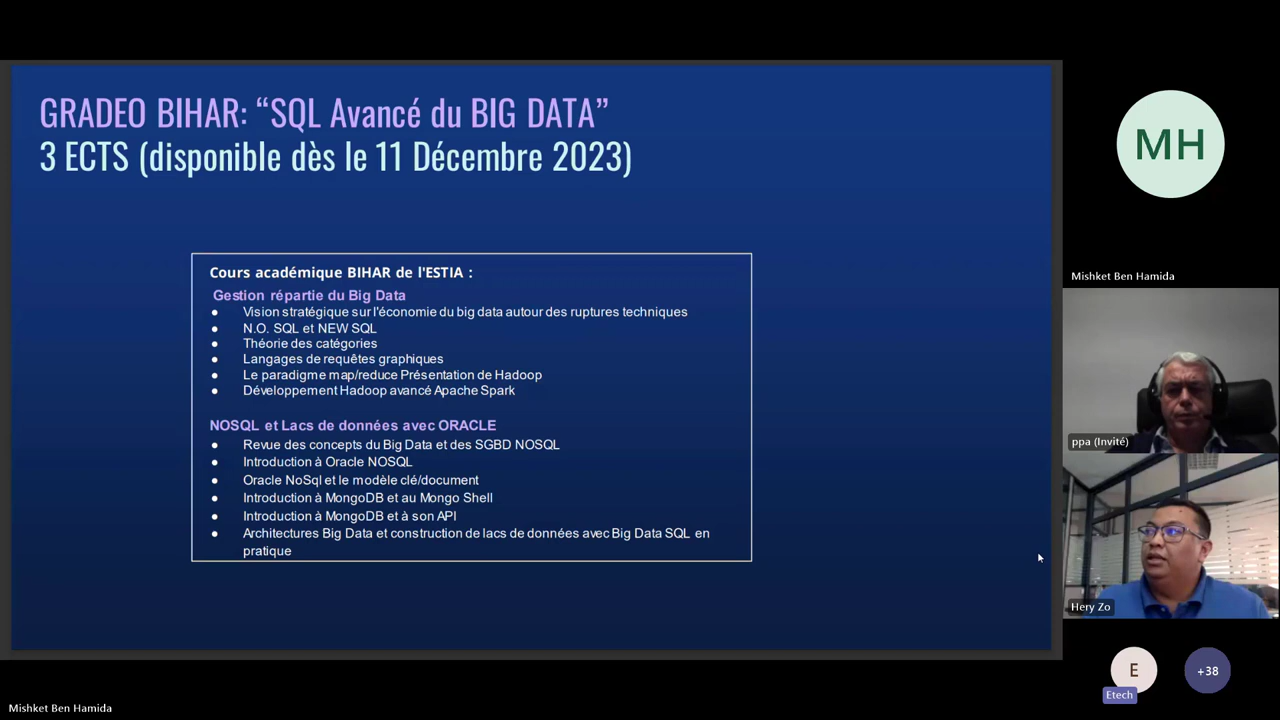 GRADEO BIHAR: “SQL Avancé du BIG DATA”
3 ECTS (disponible dès le 11 Décembre 2023)
Cours académique BIHAR de l'ESTIA :
Gestion répartie du Big Data
● Vision stratégique sur l'économie du big data autour des ruptures techniques
● N.O. SQL et NEW SQL
● Théorie des catégories
● Langages de requêtes graphiques
● Le paradigme map/reduce Présentation de Hadoop
● Développement Hadoop avancé Apache Spark
NOSQL et Lacs de données avec ORACLE
● Revue des concepts du Big Data et des SGBD NOSQL
● Introduction à Oracle NOSQL
● Oracle NoSql et le modèle clé/document
● Introduction à MongoDB et au Mongo Shell
● Introduction à MongoDB et à son API
● Architectures Big Data et construction de lacs de données avec Big Data SQL en
pratique
MH
Mishket Ben Hamida
ppa (Invité)
Hery Zo
E
+38
Etech
Mishket Ben Hamida